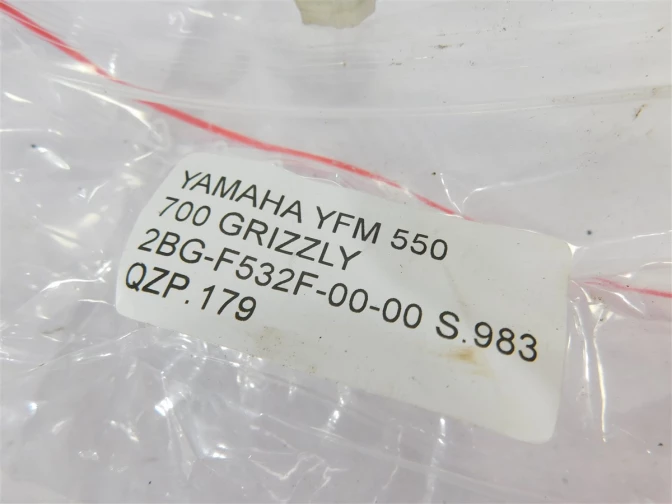 YAMAHA YFM 550
700 GRIZZLY
2BG-F532F-00-00 S.983
QZP.179